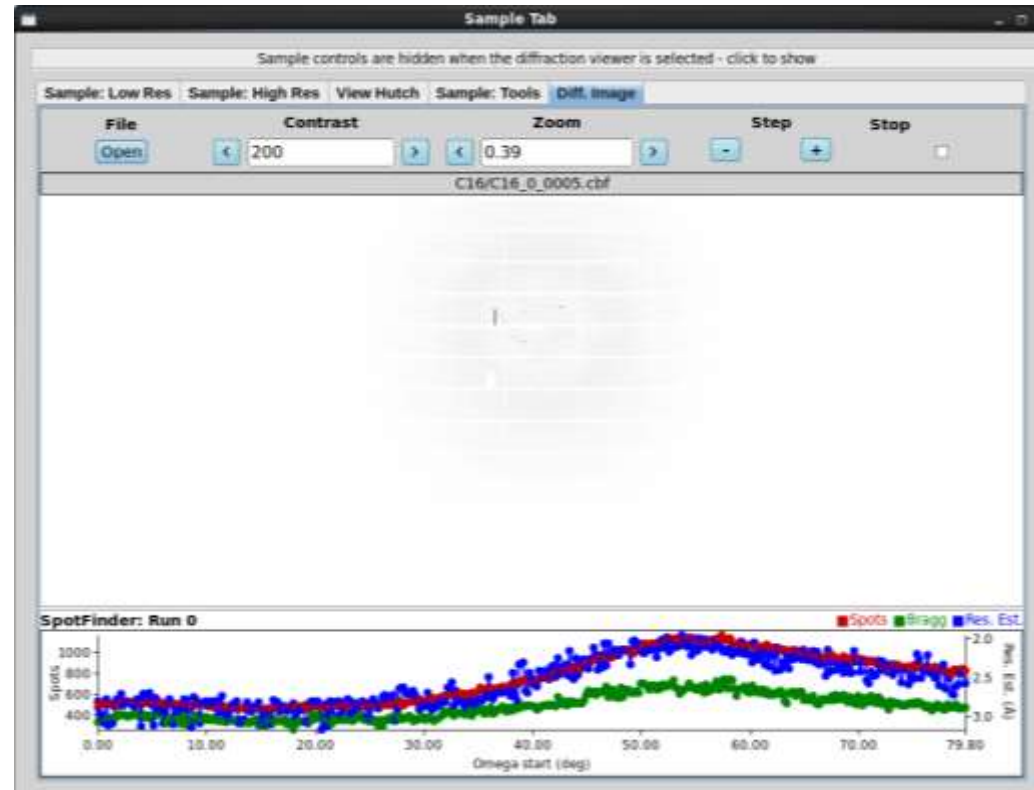 Sample Tab
Sample controls are hidden when the diffraction viewer is selected - click to show
Sample: Low Res Sample: High Res View Hutch Sample: Tools Diff. Image
File Contrast Zoom Step Stop
Open < 200 > < 0.39 > - +
C16/C16_0_0005.cbf
SpotFinder: Run 0 Spots Bragg Res. Est.
1000 2.0
800
600 2.5
400 3.0
Spots
Res. Est. (Å)
0.00 10.00 20.00 30.00 40.00 50.00 60.00 70.00 79.80
Omega start (deg)